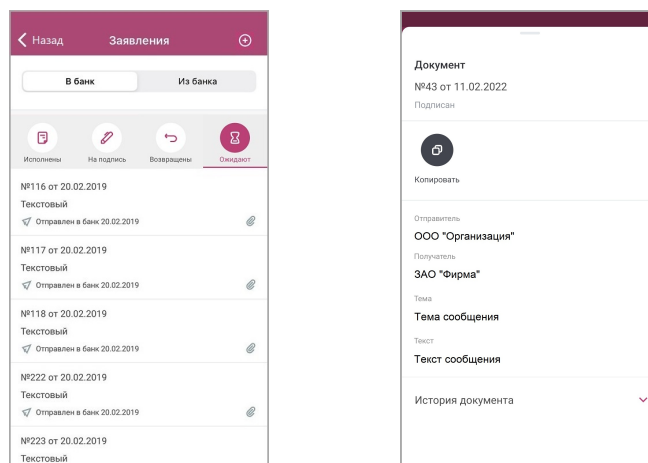 Назад
Заявления
В банк
Из банка
Исполнены
На подпись
Возвращены
Ожидают
№116 от 20.02.2019
Текстовый
Отправлен в банк 20.02.2019
№117 от 20.02.2019
Текстовый
Отправлен в банк 20.02.2019
№118 от 20.02.2019
Текстовый
Отправлен в банк 20.02.2019
№222 от 20.02.2019
Текстовый
Отправлен в банк 20.02.2019
№223 от 20.02.2019
Текстовый
Документ
№43 от 11.02.2022
Подписан
Копировать
Отправитель
ООО "Организация"
Получатель
ЗАО "Фирма"
Тема
Тема сообщения
Текст
Текст сообщения
История документа